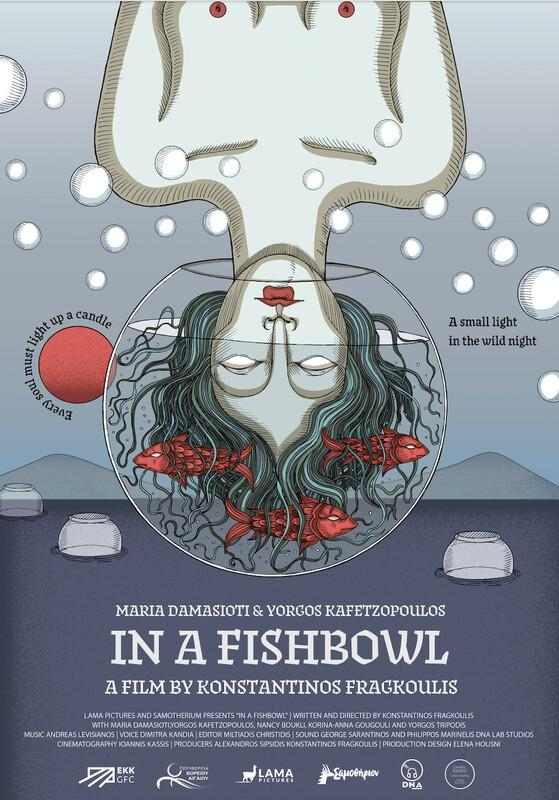 Every soul must light up a candle
A small light
in the wild night
MARIA DAMASIOTI & YORGOS KAFETZOPOULOS
IN A FISHBOWL
A FILM BY KONSTANTINOS FRAGKOULIS
LAMA PICTURES AND SAMOTHERIUM PRESENTS "IN A FISHBOWL" | WRITTEN AND DIRECTED BY KONSTANTINOS FRAGKOULIS
WITH MARIA DAMASIOTI,YORGOS KAFETZOPOULOS, NANCY BOUKLI, KORINA-ANNA GOUGOULI AND YORGOS TRIPODIS
MUSIC ANDREAS LEVISIANOS | VOICE DIMITRA KANDIA | EDITOR MILTIADIS CHRISTIDIS | SOUND GEORGE SARANTINOS AND PHILIPPOS MARINELIS DNA LAB STUDIOS
CINEMATOGRAPHY IOANNIS KASSIS | PRODUCERS ALEXANDROS SIPSIDIS KONSTANTINOS FRAGKOULIS | PRODUCTION DESIGN ELENA HOUSNI
EKK
GFC
ΠΕΡΙΦΕΡΕΙΑ
ΒΟΡΕΙΟΥ
ΑΙΓΑΙΟΥ
LAMA
PICTURES
Σαμοθήριον
DNA